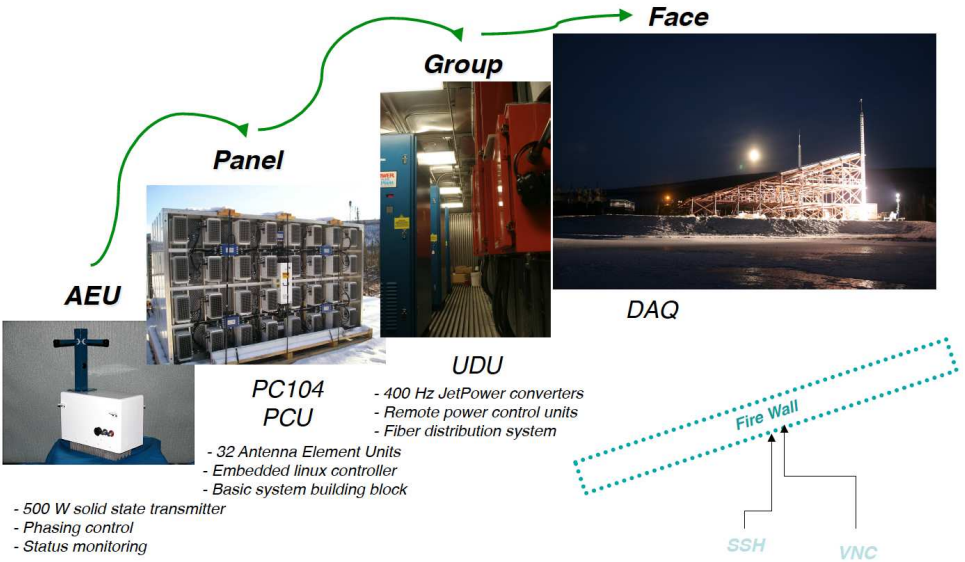 Face
Group
Panel
AEU
DAQ
UDU
PC104
PCU
- 400 Hz JetPower converters
- Remote power control units
- Fiber distribution system
- 32 Antenna Element Units
- Embedded linux controller
- Basic system building block
- 500 W solid state transmitter
- Phasing control
- Status monitoring
Fire Wall
SSH
VNC